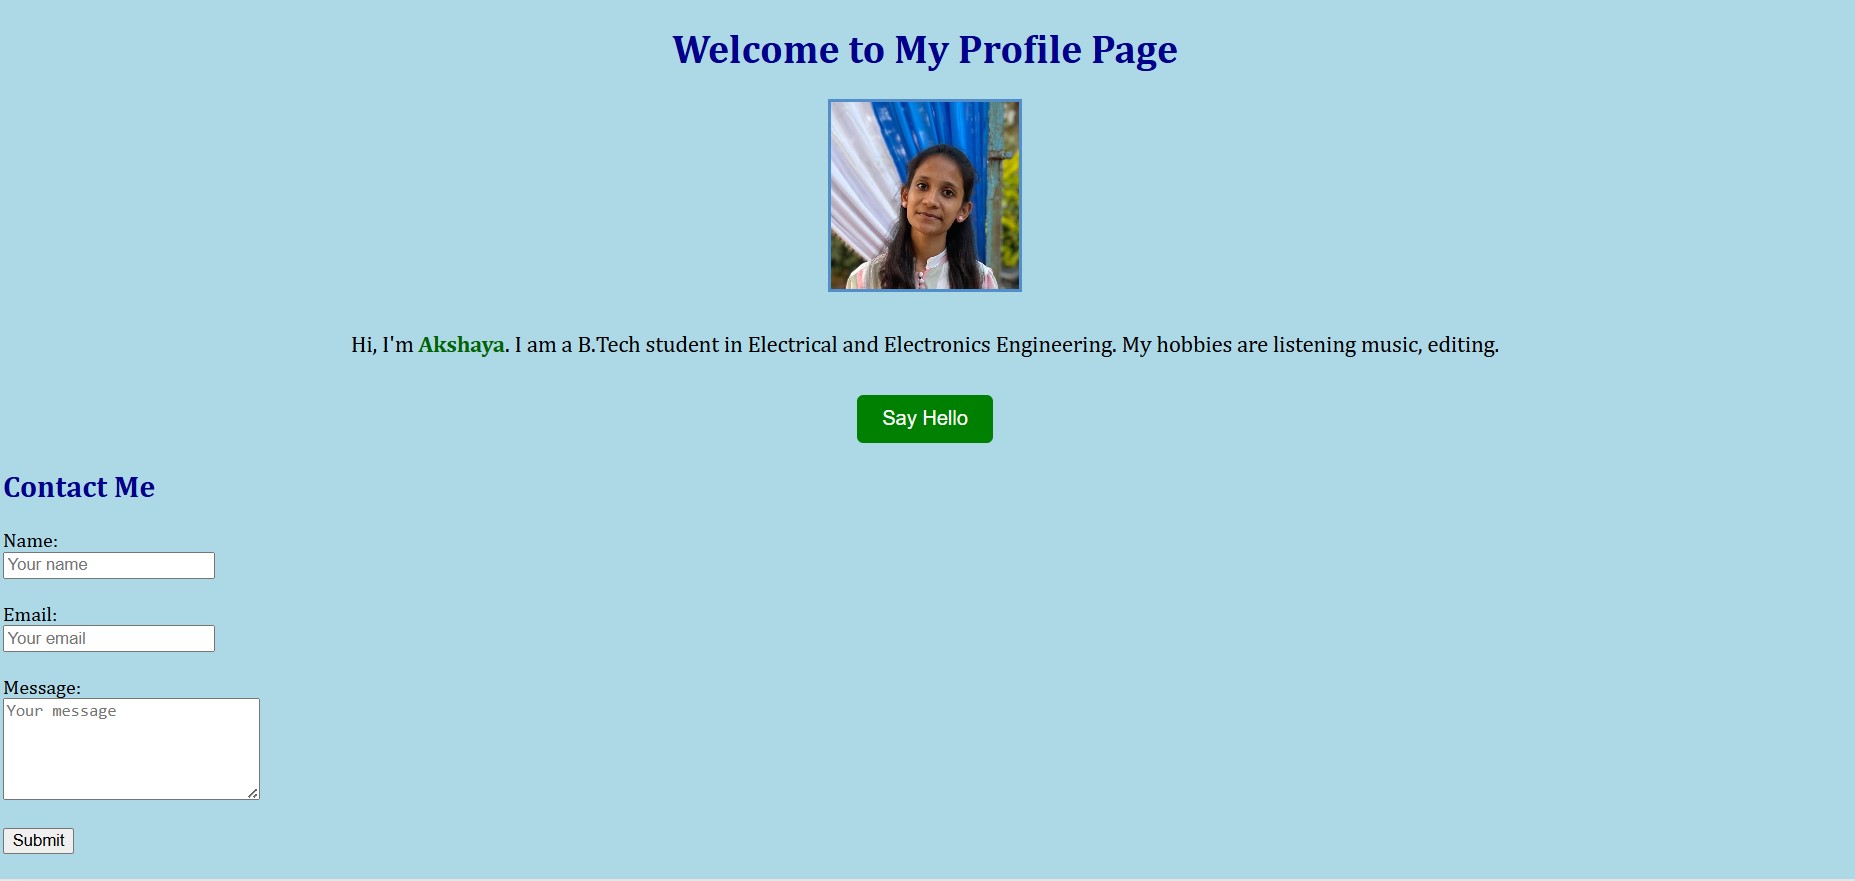 Welcome to My Profile Page
Hi, I'm Akshaya. I am a B.Tech student in Electrical and Electronics Engineering. My hobbies are listening music, editing.
Say Hello
Contact Me
Name:
Your name
Email:
Your email
Message:
Your message
Submit